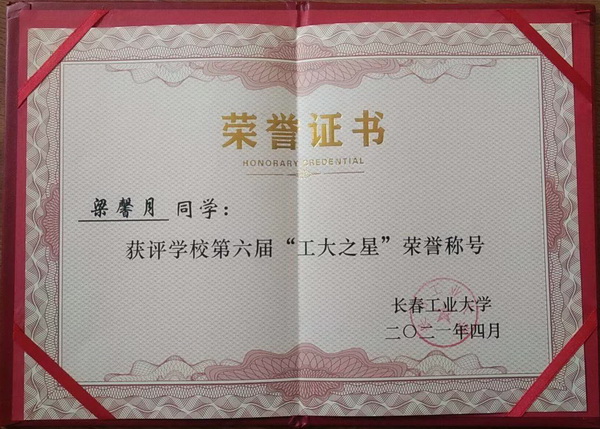 荣誉证书
HONORARY CREDENTIAL
梁馨月 同学：
获评学校第六届“工大之星”荣誉称号
长春工业大学
二〇二一年四月